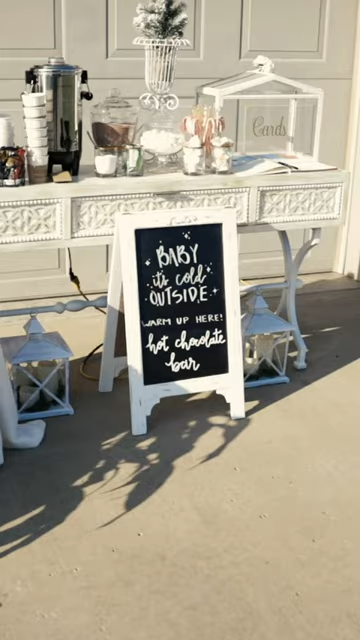 Cards
BABY
it's cold
OUTSIDE
WARM UP HERE!
hot chocolate
bar